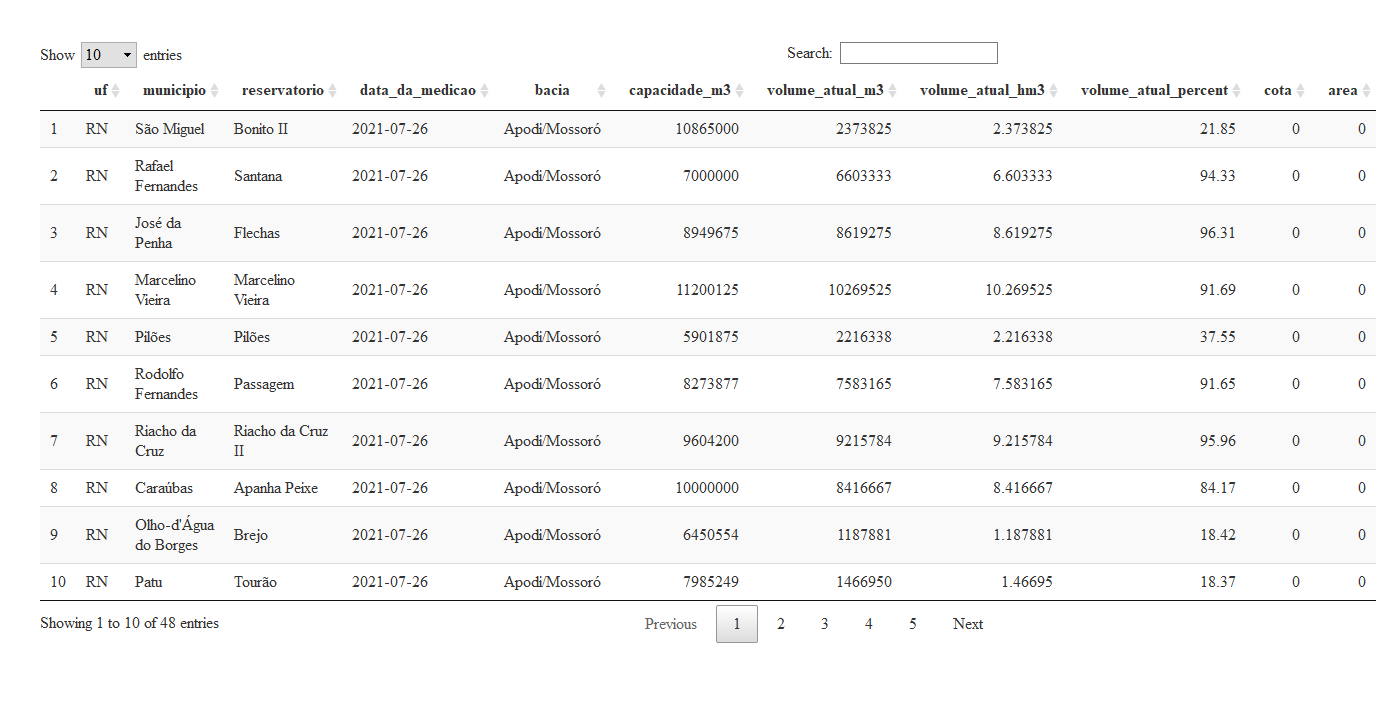 Show 10 entries Search:
uf municipio reservatorio data_da_medicao bacia capacidade_m3 volume_atual_m3 volume_atual_hm3 volume_atual_percent cota area
1 RN São Miguel Bonito II 2021-07-26 Apodi/Mossoró 10865000 2373825 2.373825 21.85 0 0
2 RN Rafael Fernandes Santana 2021-07-26 Apodi/Mossoró 7000000 6603333 6.603333 94.33 0 0
3 RN José da Penha Flechas 2021-07-26 Apodi/Mossoró 8949675 8619275 8.619275 96.31 0 0
4 RN Marcelino Vieira Marcelino Vieira 2021-07-26 Apodi/Mossoró 11200125 10269525 10.269525 91.69 0 0
5 RN Pilões Pilões 2021-07-26 Apodi/Mossoró 5901875 2216338 2.216338 37.55 0 0
6 RN Rodolfo Fernandes Passagem 2021-07-26 Apodi/Mossoró 8273877 7583165 7.583165 91.65 0 0
7 RN Riacho da Cruz Riacho da Cruz II 2021-07-26 Apodi/Mossoró 9604200 9215784 9.215784 95.96 0 0
8 RN Caraúbas Apanha Peixe 2021-07-26 Apodi/Mossoró 10000000 8416667 8.416667 84.17 0 0
9 RN Olho-d'Água do Borges Brejo 2021-07-26 Apodi/Mossoró 6450554 1187881 1.187881 18.42 0 0
10 RN Patu Tourão 2021-07-26 Apodi/Mossoró 7985249 1466950 1.46695 18.37 0 0
Showing 1 to 10 of 48 entries Previous 1 2 3 4 5 Next